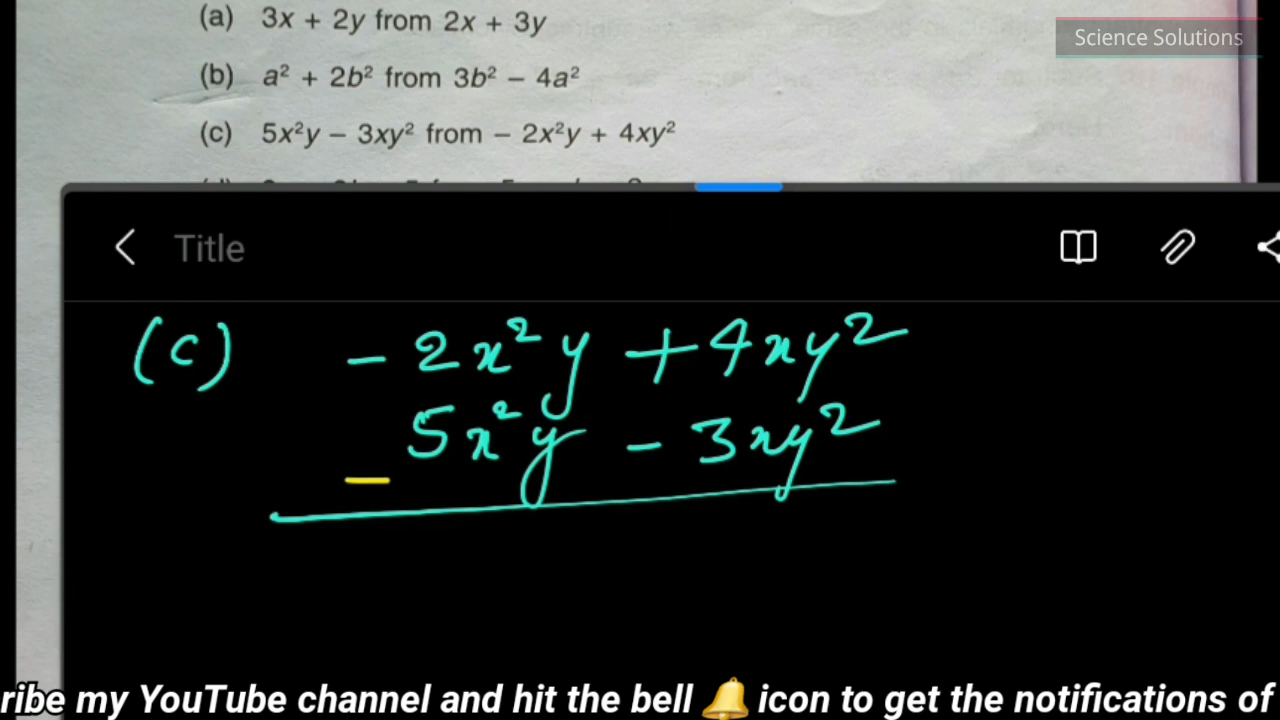 (a) 3x + 2y from 2x + 3y
Science Solutions
(b) a² + 2b² from 3b² – 4a²
(c) 5x²y – 3xy² from – 2x²y + 4xy²
Title
(c) - 2x²y + 4xy²
5x²y - 3xy²
–
ribe my YouTube channel and hit the bell 🔔 icon to get the notifications of